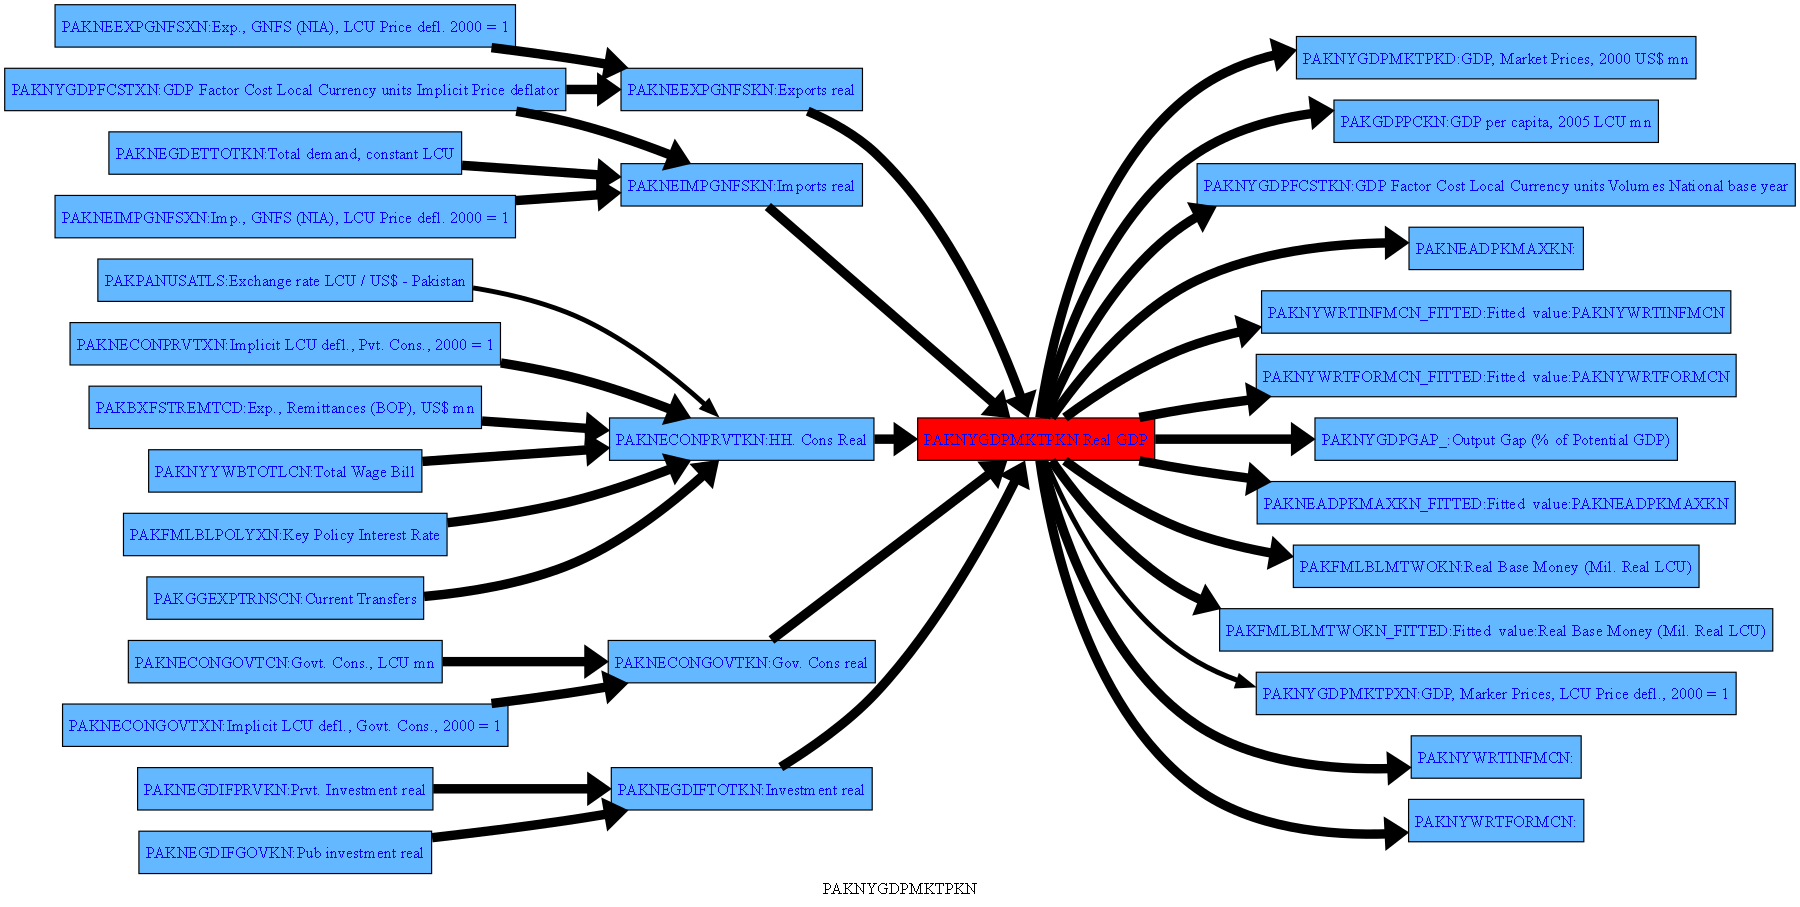 PAKNEEXPGNFSXN:Exp., GNFS (NIA), LCU Price defl. 2000 = 1
PAKNYGDPFCSTXN:GDP Factor Cost Local Currency units Implicit Price deflator
PAKNEGDETTOTKN:Total demand, constant LCU
PAKNEIMPGNFSXN:Imp., GNFS (NIA), LCU Price defl. 2000 = 1
PAKPANUSATLS:Exchange rate LCU / US$ - Pakistan
PAKNECONPRVTXN:Implicit LCU defl., Pvt. Cons., 2000 = 1
PAKBXFSTREMTCD:Exp., Remittances (BOP), US$ mn
PAKNYYWBTOTLCN:Total Wage Bill
PAKFMLBLPOLYXN:Key Policy Interest Rate
PAKGGEXPTRNSCN:Current Transfers
PAKNECONGOVTCN:Govt. Cons., LCU mn
PAKNECONGOVTXN:Implicit LCU defl., Govt. Cons., 2000 = 1
PAKNEGDIFPRVKN:Prvt. Investment real
PAKNEGDIFGOVKN:Pub investment real
PAKNEEXPGNFSKN:Exports real
PAKNEIMPGNFSKN:Imports real
PAKNECONPRVTKN:HH. Cons Real
PAKNECONGOVTKN:Gov. Cons real
PAKNEGDIFTOTKN:Investment real
PAKNYGDPMKTPKN:Real GDP
PAKNYGDPMKTPKD:GDP, Market Prices, 2000 US$ mn
PAKGDPPCKN:GDP per capita, 2005 LCU mn
PAKNYGDPFCSTKN:GDP Factor Cost Local Currency units Volumes National base year
PAKNEADPKMAXKN:
PAKNYWRTINFMCN_FITTED:Fitted value:PAKNYWRTINFMCN
PAKNYWRTFORMCN_FITTED:Fitted value:PAKNYWRTFORMCN
PAKNYGDPGAP_:Output Gap (% of Potential GDP)
PAKNEADPKMAXKN_FITTED:Fitted value:PAKNEADPKMAXKN
PAKFMLBLMTWOKN:Real Base Money (Mil. Real LCU)
PAKFMLBLMTWOKN_FITTED:Fitted value:Real Base Money (Mil. Real LCU)
PAKNYGDPMKTPXN:GDP, Marker Prices, LCU Price defl., 2000 = 1
PAKNYWRTINFMCN:
PAKNYWRTFORMCN:
PAKNYGDPMKTPKN